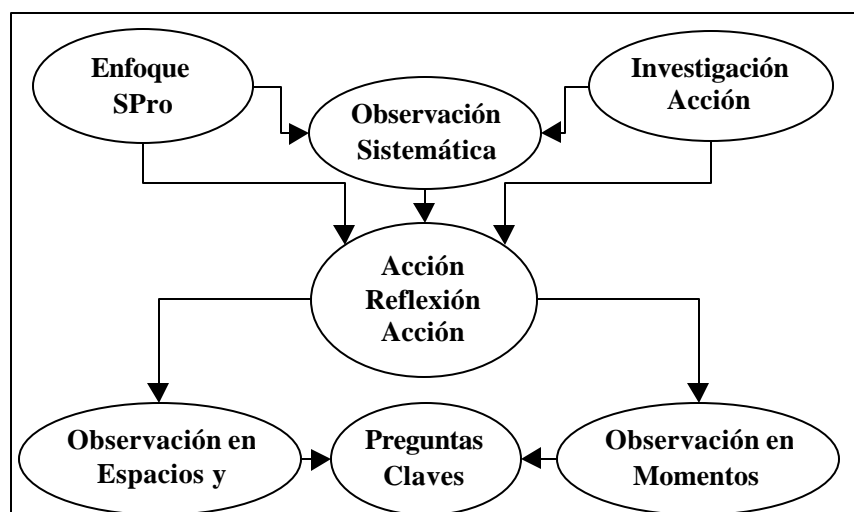 Enfoque
SPro
Investigación
Acción
Observación
Sistemática
Acción
Reflexión
Acción
Observación en
Espacios y
Preguntas
Claves
Observación en
Momentos